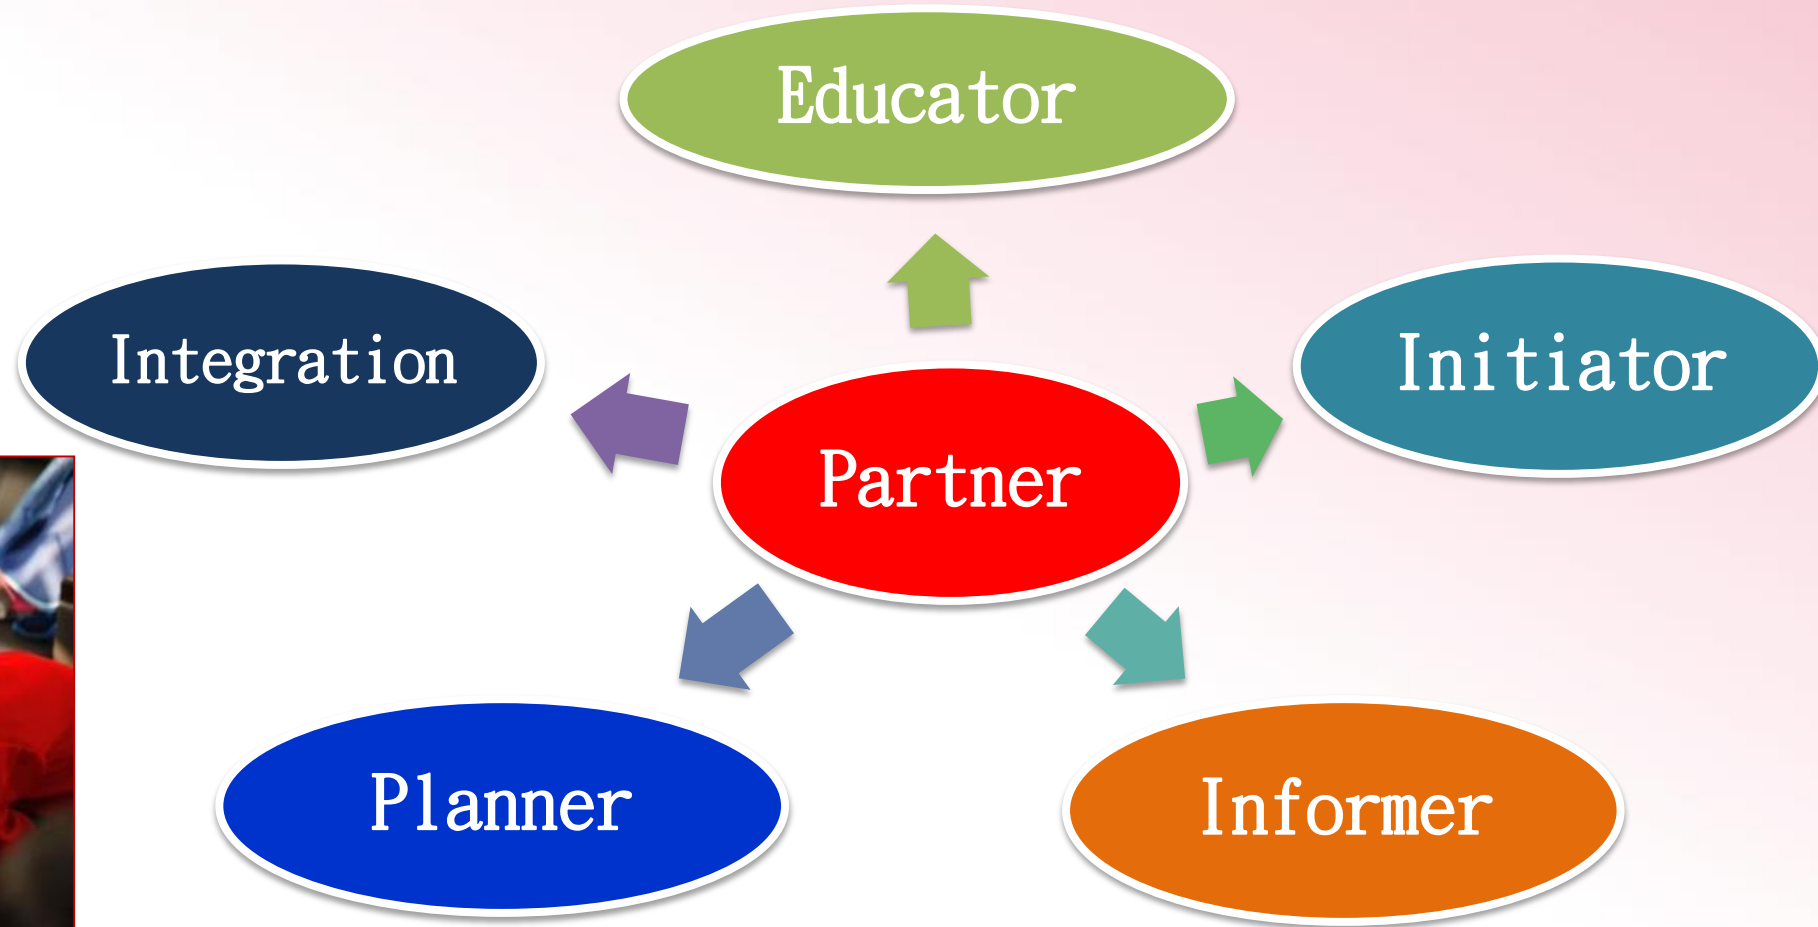 Educator
Integration
Initiator
Partner
Planner
Informer